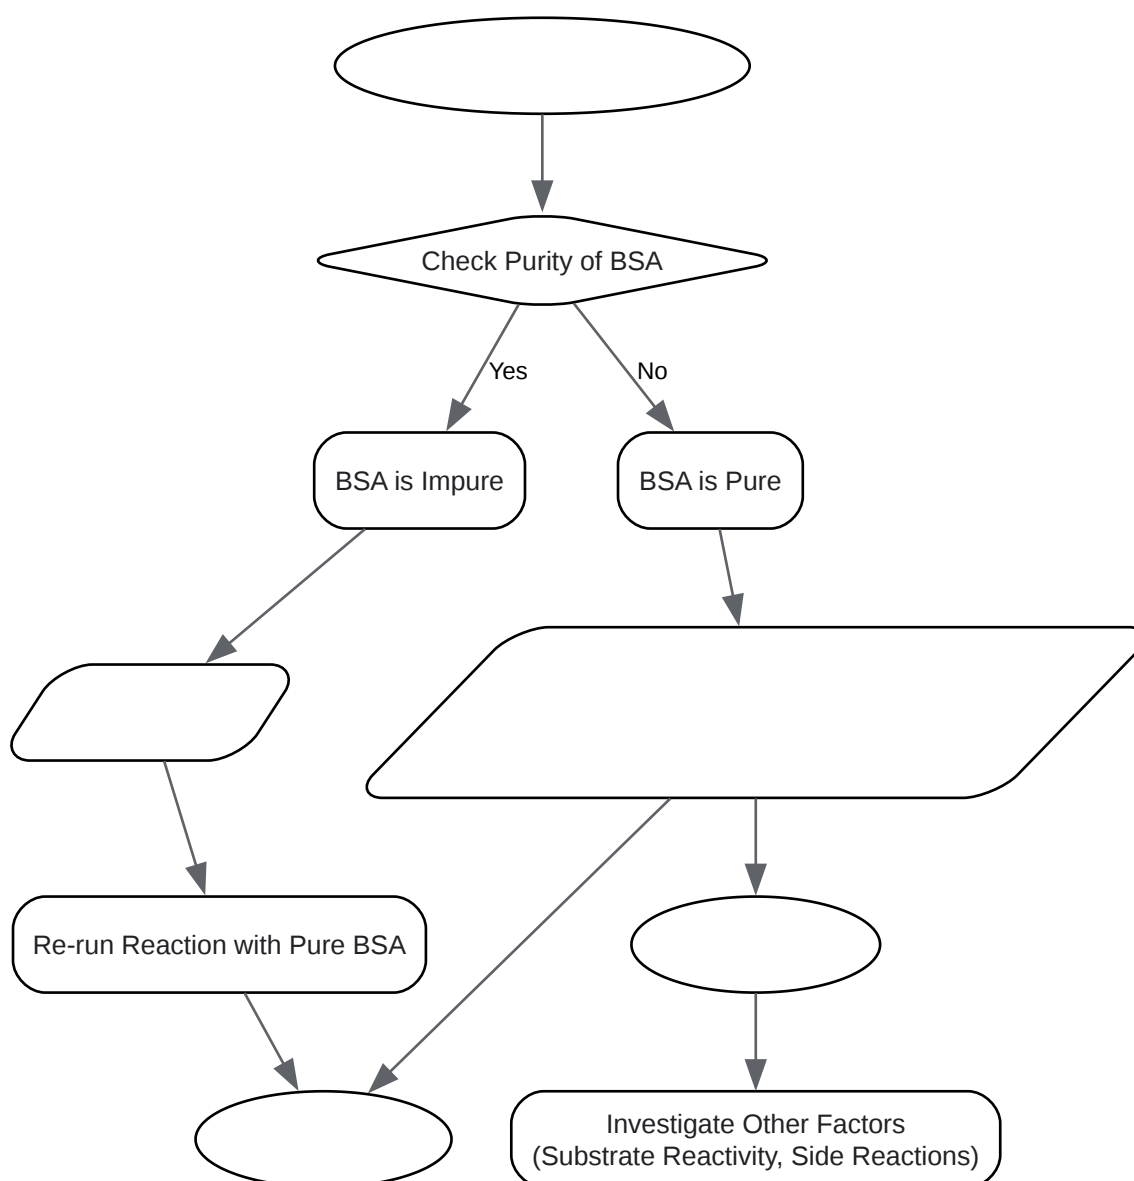 Check Purity of BSA
Yes
No
BSA is Impure
BSA is Pure
Re-run Reaction with Pure BSA
Investigate Other Factors
(Substrate Reactivity, Side Reactions)